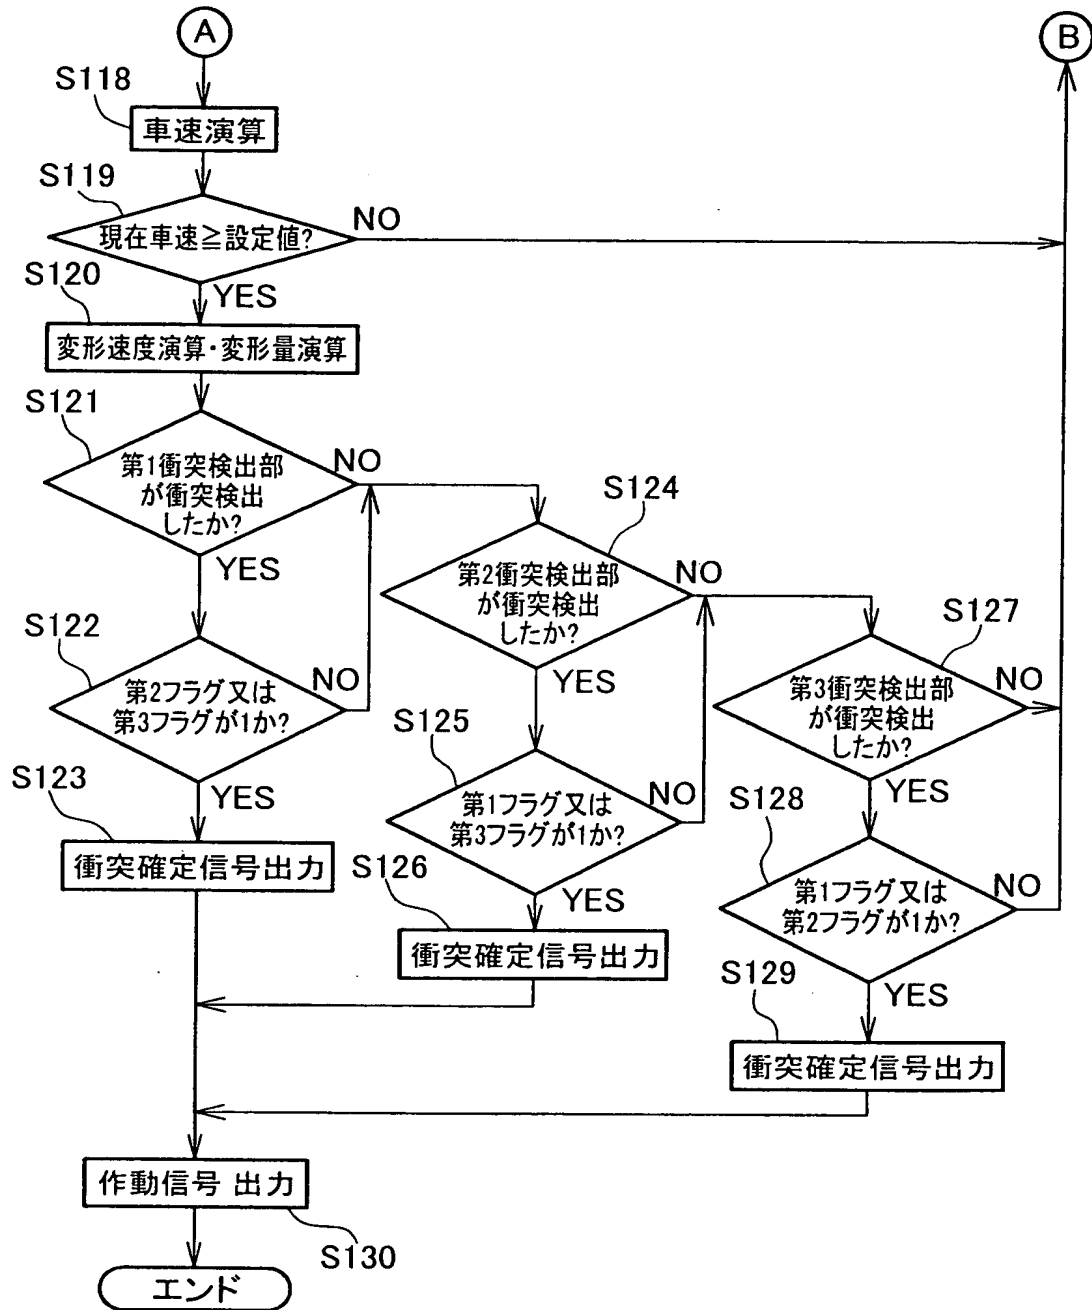 A
B
S118
車速演算
S119
現在車速≧設定値?
NO
YES
S120
変形速度演算・変形量演算
S121
第1衝突検出部
が衝突検出
したか?
NO
YES
S122
第2フラグ又は
第3フラグが1か?
NO
YES
S123
衝突確定信号出力
S124
第2衝突検出部
が衝突検出
したか?
NO
YES
S125
第1フラグ又は
第3フラグが1か?
NO
YES
S126
衝突確定信号出力
S127
第3衝突検出部
が衝突検出
したか?
NO
YES
S128
第1フラグ又は
第2フラグが1か?
NO
YES
S129
衝突確定信号出力
作動信号 出力
S130
エンド